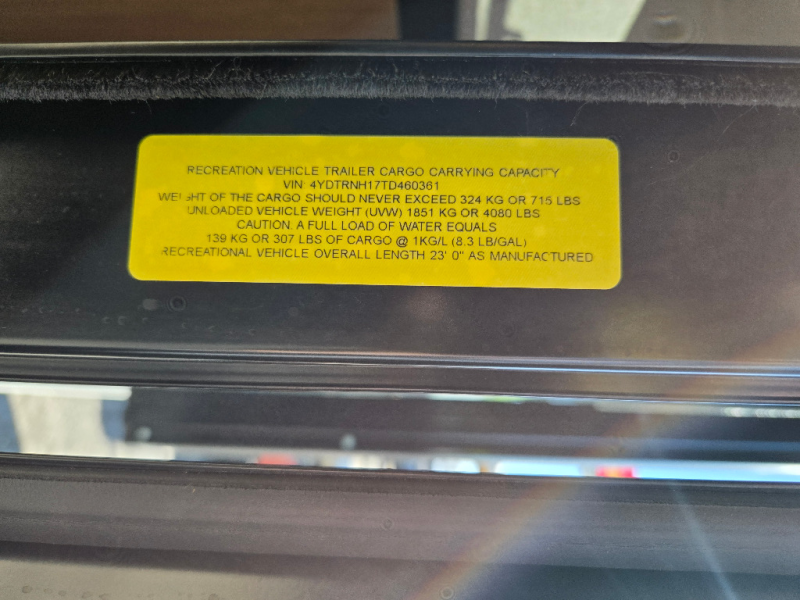 RECREATION VEHICLE TRAILER CARGO CARRYING CAPACITY
VIN: 4YDTRNH17TD460361
WEIGHT OF THE CARGO SHOULD NEVER EXCEED 324 KG OR 715 LBS
UNLOADED VEHICLE WEIGHT (UVW) 1851 KG OR 4080 LBS
CAUTION: A FULL LOAD OF WATER EQUALS
139 KG OR 307 LBS OF CARGO @ 1KG/L (8.3 LB/GAL)
RECREATIONAL VEHICLE OVERALL LENGTH 23' 0" AS MANUFACTURED